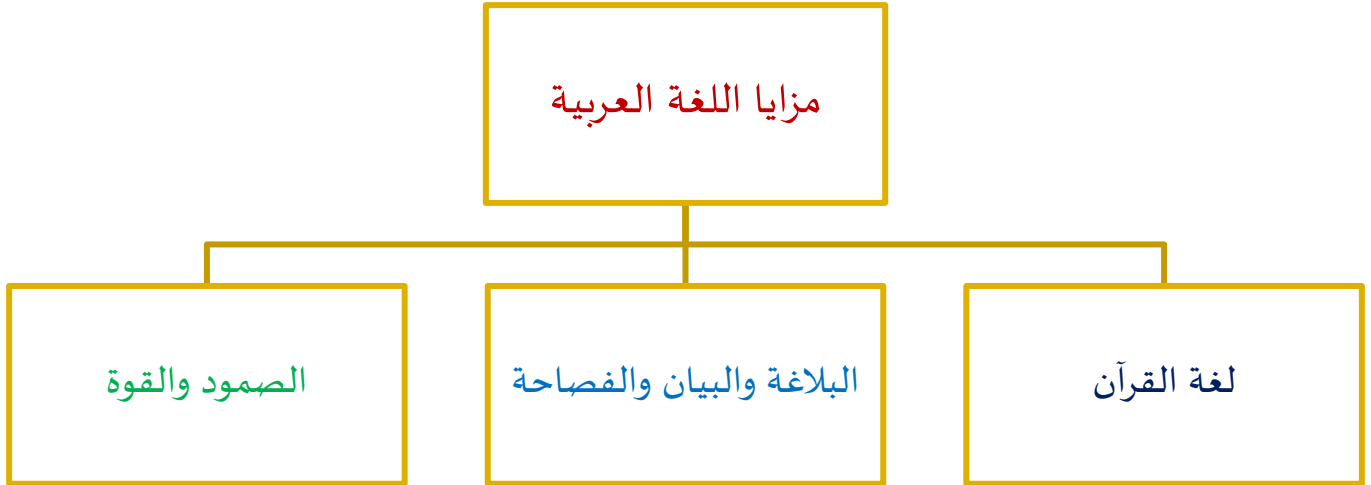 مزايا اللغة العربية
لغة القرآن
البلاغة والبيان والفصاحة
الصمود والقوة